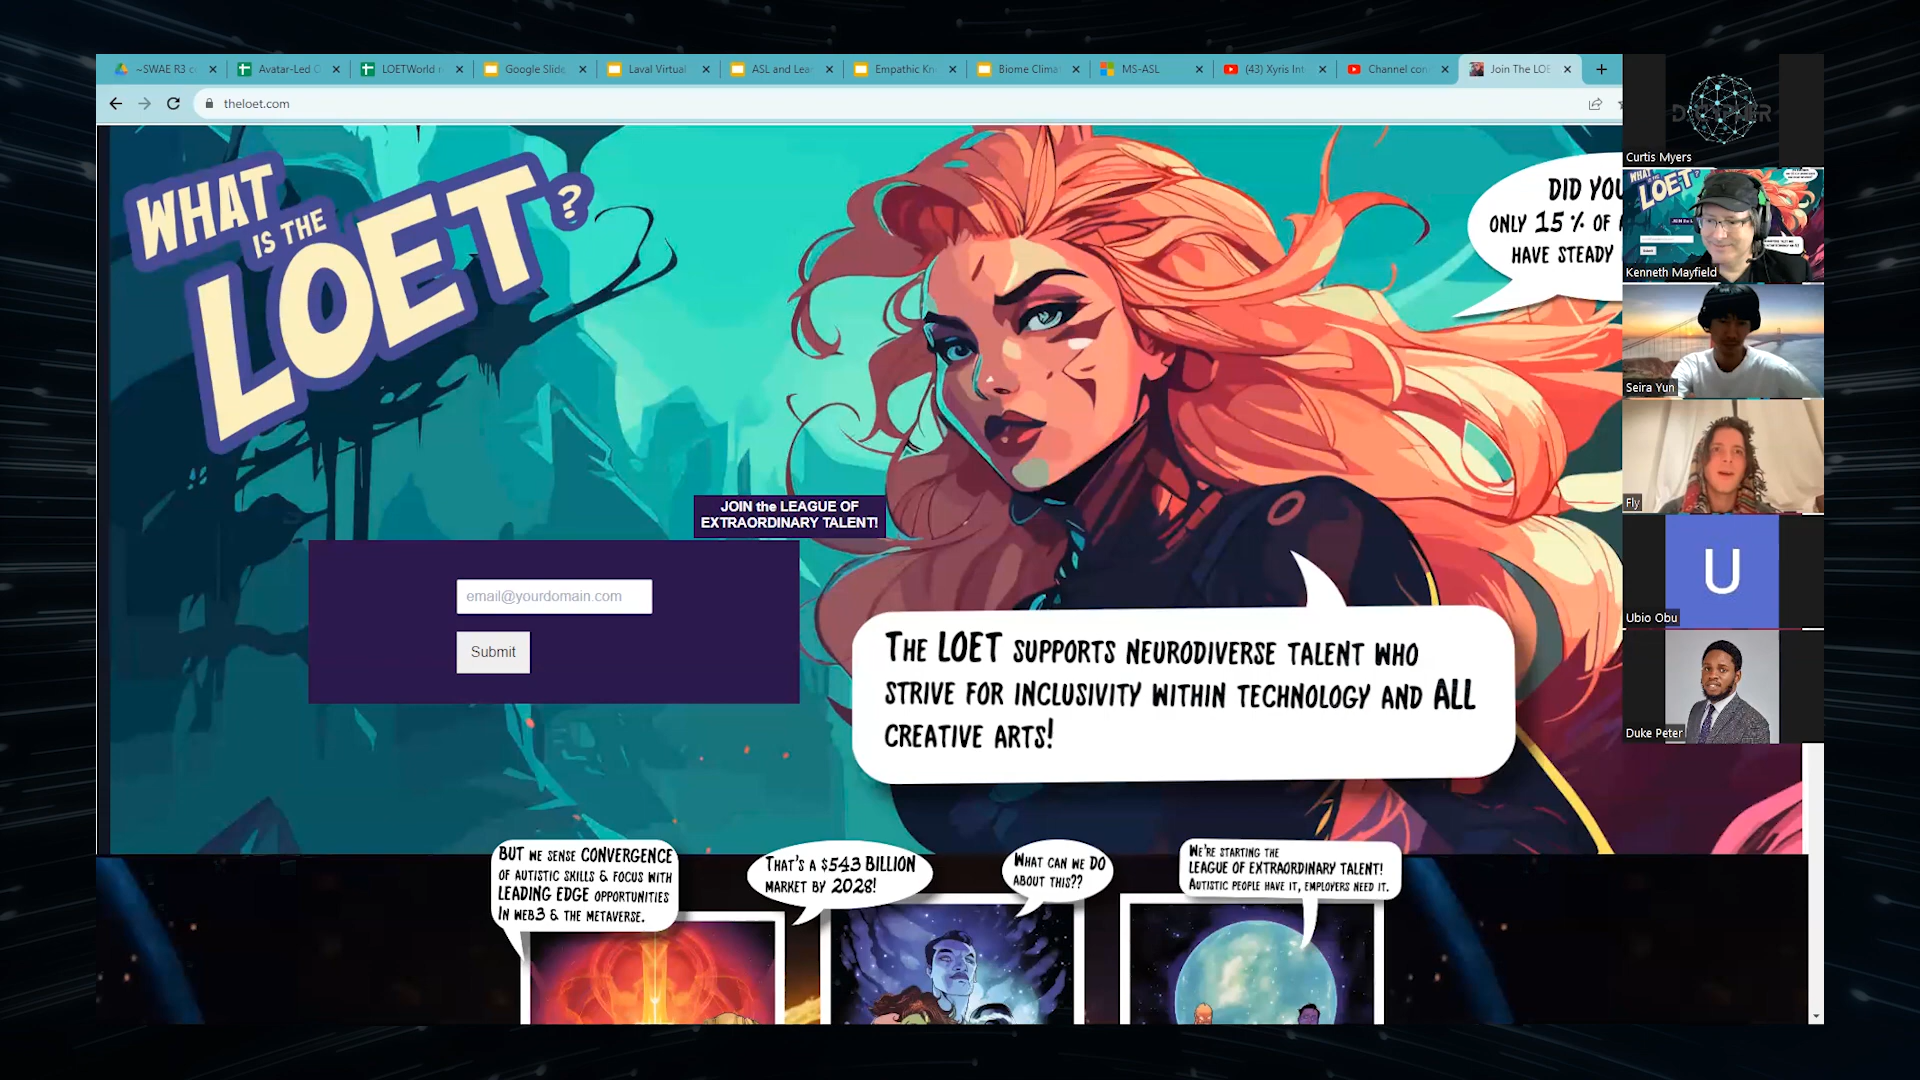 ~SWAE R3 c
Avatar-Led
LOETWorld
Google Slide
Laval Virtual
ASL and Lea
Empathic Kn
Biome Clima
MS-ASL
(43) Xyris Int
Channel con
Join The LOE
theloet.com
WHAT
IS THE
LOET?
DID YOU
ONLY 15% OF
HAVE STEADY
JOIN the LEAGUE OF
EXTRAORDINARY TALENT!
email@yourdomain.com
Submit
THE LOET SUPPORTS NEURODIVERSE TALENT WHO
STRIVE FOR INCLUSIVITY WITHIN TECHNOLOGY AND ALL
CREATIVE ARTS!
BUT WE SENSE CONVERGENCE
OF AUTISTIC SKILLS & FOCUS WITH
LEADING EDGE OPPORTUNITIES
IN WEB3 & THE METAVERSE.
THAT'S A $543 BILLION
MARKET BY 2028!
WHAT CAN WE DO
ABOUT THIS??
WE'RE STARTING THE
LEAGUE OF EXTRAORDINARY TALENT!
AUTISTIC PEOPLE HAVE IT, EMPLOYERS NEED IT.
Curtis Myers
WHAT
IS THE
LOET?
Kenneth Mayfield
Seira Yun
Fly
U
Ubio Obu
Duke Peter